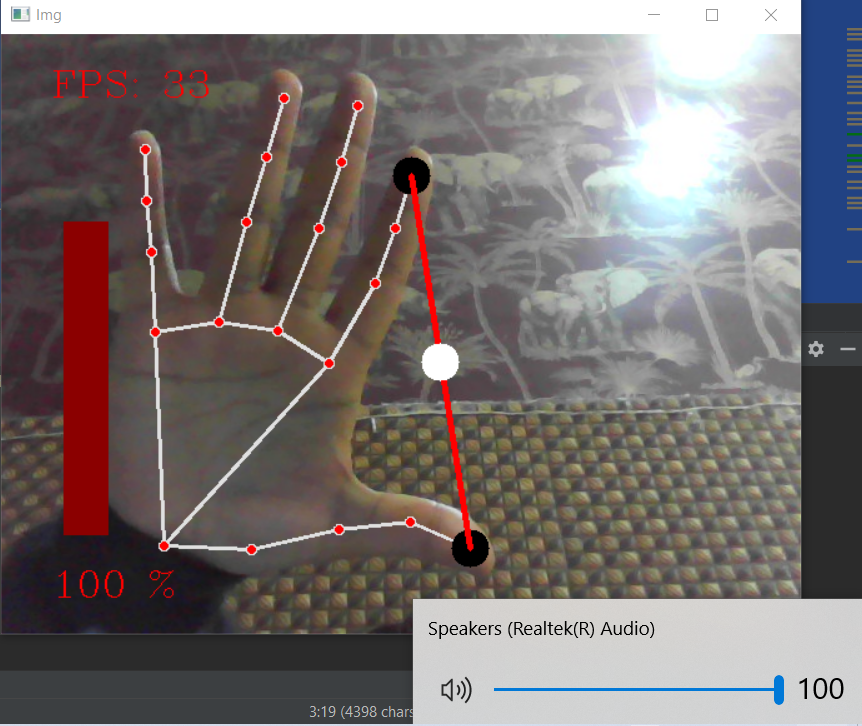 Img
FPS: 33
100 %
Speakers (Realtek(R) Audio)
100
3:19 (4398 chars